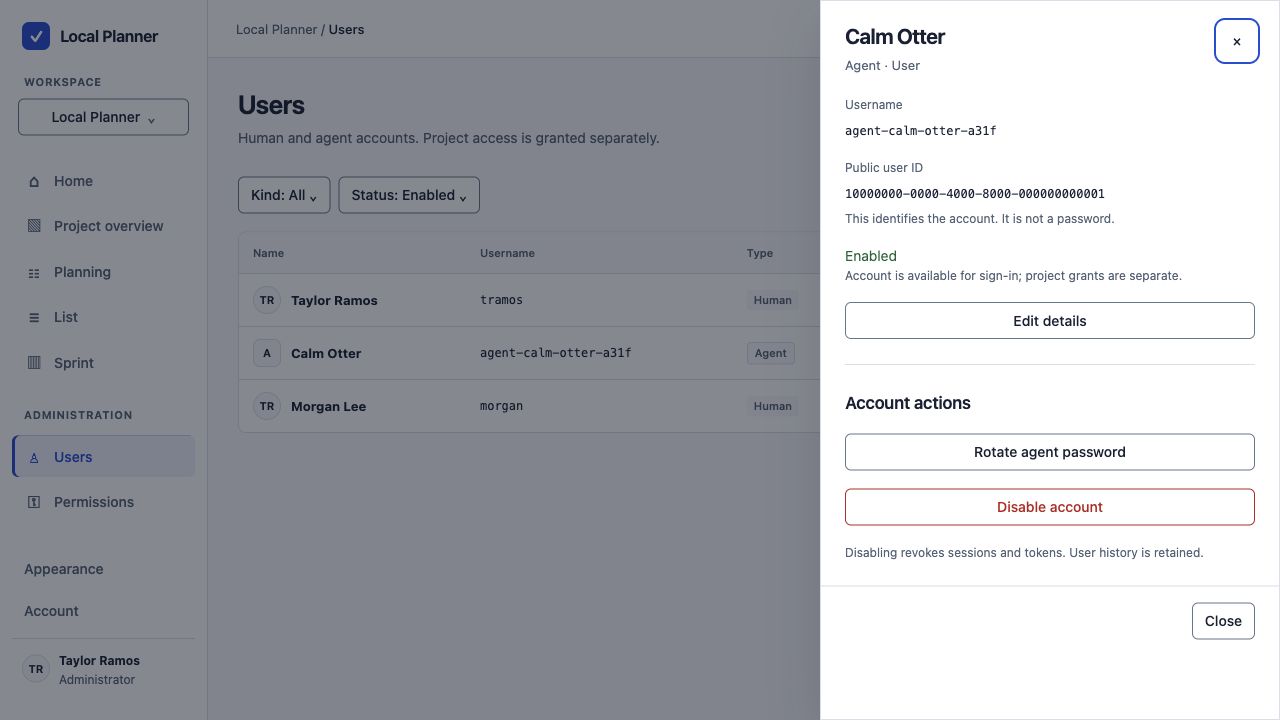 Local Planner
WORKSPACE
Local Planner
Home
Project overview
Planning
List
Sprint
ADMINISTRATION
Users
Permissions
Appearance
Account
TR
Taylor Ramos
Administrator
Local Planner / Users
Users
Human and agent accounts. Project access is granted separately.
Kind: All
Status: Enabled
Name Username Type
TR Taylor Ramos tramos Human
A Calm Otter agent-calm-otter-a31f Agent
TR Morgan Lee morgan Human
Calm Otter
×
Agent · User
Username
agent-calm-otter-a31f
Public user ID
10000000-0000-4000-8000-000000000001
This identifies the account. It is not a password.
Enabled
Account is available for sign-in; project grants are separate.
Edit details
Account actions
Rotate agent password
Disable account
Disabling revokes sessions and tokens. User history is retained.
Close